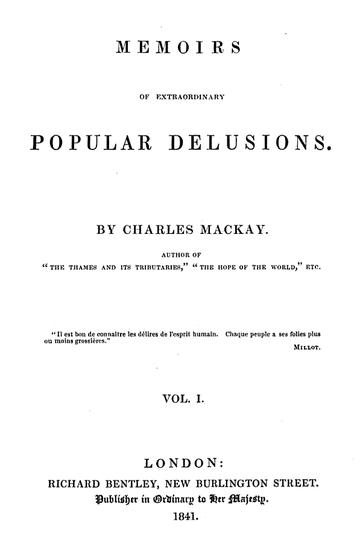 MEMOIRS
OF EXTRAORDINARY
POPULAR DELUSIONS.
BY CHARLES MACKAY.
AUTHOR OF
“THE THAMES AND ITS TRIBUTARIES,” “THE HOPE OF THE WORLD,” ETC.
“Il est bon de connaître les délires de l'esprit humain. Chaque peuple a ses folies plus
ou moins grossières.”
MILLOT.
VOL. I.
LONDON:
RICHARD BENTLEY, NEW BURLINGTON STREET.
Publisher in Ordinary to Her Majesty.
1841.